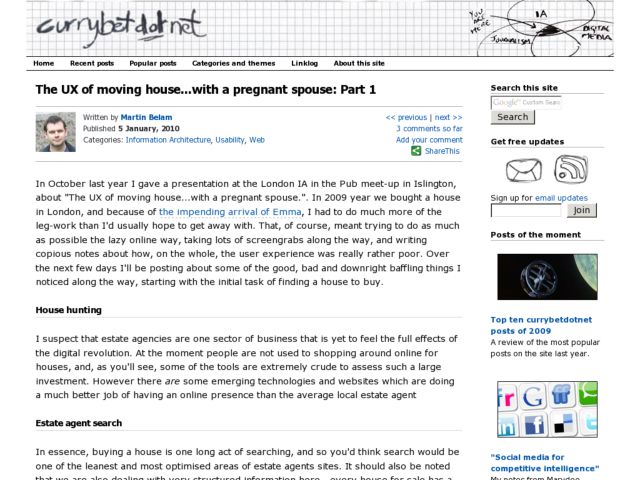 currybetdotnet
YOU ARE HERE
IA
JOURNALISM
DIGITAL MEDIA
Home Recent posts Popular posts Categories and themes Linklog About this site
The UX of moving house...with a pregnant spouse: Part 1
Written by Martin Belam
Published 5 January, 2010
Categories: Information Architecture, Usability, Web
<< previous | next >>
3 comments so far
Add your comment
ShareThis
In October last year I gave a presentation at the London IA in the Pub meet-up in Islington,
about "The UX of moving house...with a pregnant spouse.". In 2009 year we bought a house
in London, and because of the impending arrival of Emma, I had to do much more of the
leg-work than I'd usually hope to get away with. That, of course, meant trying to do as much
as possible the lazy online way, taking lots of screengrabs along the way, and writing
copious notes about how, on the whole, the user experience was really rather poor. Over
the next few days I'll be posting about some of the good, bad and downright baffling things I
noticed along the way, starting with the initial task of finding a house to buy.
House hunting
I suspect that estate agencies are one sector of business that is yet to feel the full effects of
the digital revolution. At the moment people are not used to shopping around online for
houses, and, as you'll see, some of the tools are extremely crude to assess such a large
investment. However there are some emerging technologies and websites which are doing
a much better job of having an online presence than the average local estate agent
Estate agent search
In essence, buying a house is one long act of searching, and so you'd think search would be
one of the leanest and most optimised areas of estate agents sites. It should also be noted
that we are also dealing with very structured information here - every house for sale has a
Search this site
Google™ Custom Sear
Search
Get free updates
Sign up for email updates
Join
Posts of the moment
Top ten currybetdotnet
posts of 2009
A review of the most popular
posts on the site last year.
"Social media for
competitive intelligence"
My notes from Marydee